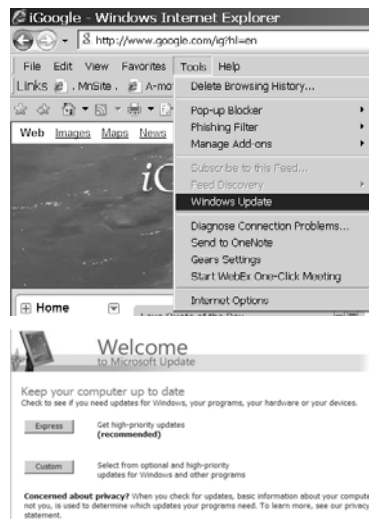 iGoogle - Windows Internet Explorer
http://www.google.com/ig?hl=en
File Edit View Favorites Tools Help
Links . MnSite . A-mo
Delete Browsing History...
Pop-up Blocker
Phishing Filter
Manage Add-ons
Web Images Maps News
Subscribe to this Feed...
Feed Discovery
Windows Update
Diagnose Connection Problems...
Send to OneNote
Gears Settings
Start WebEx One-Click Meeting
Internet Options
Home
Welcome
to Microsoft Update
Keep your computer up to date
Check to see if you need updates for Windows, your programs, your hardware or your devices.
Express Get high-priority updates
(recommended)
Custom Select from optional and high-priority
updates for Windows and other programs
Concerned about privacy? When you check for updates, basic information about your compute
not you, is used to determine which updates your programs need. To learn more, see our privacy
statement.